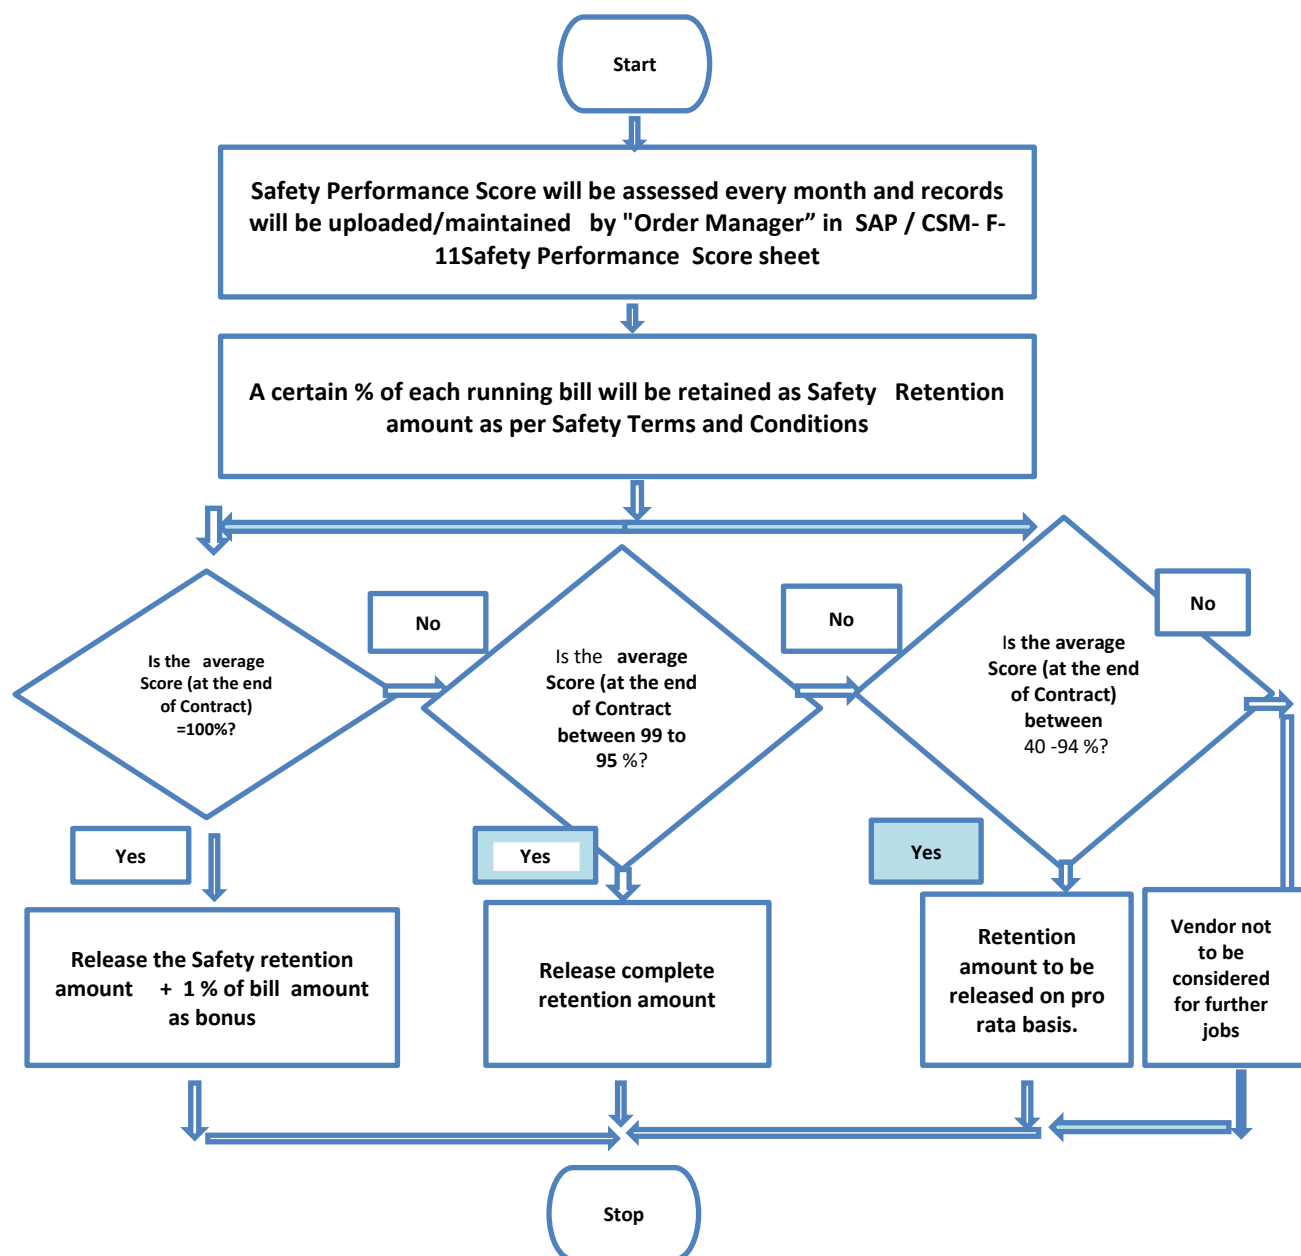 Start
Safety Performance Score will be assessed every month and records
will be uploaded/maintained by "Order Manager” in SAP / CSM- F-
11Safety Performance Score sheet
A certain % of each running bill will be retained as Safety Retention
amount as per Safety Terms and Conditions
No
No
No
Is the average
Score (at the end
of Contract)
=100%?
Is the average
Score (at the end
of Contract
between 99 to
95 %?
Is the average
Score (at the end
of Contract)
between
40 -94 %?
Yes
Yes
Yes
Release the Safety retention
amount + 1 % of bill amount
as bonus
Release complete
retention amount
Retention
amount to be
released on pro
rata basis.
Vendor not
to be
considered
for further
jobs
Stop